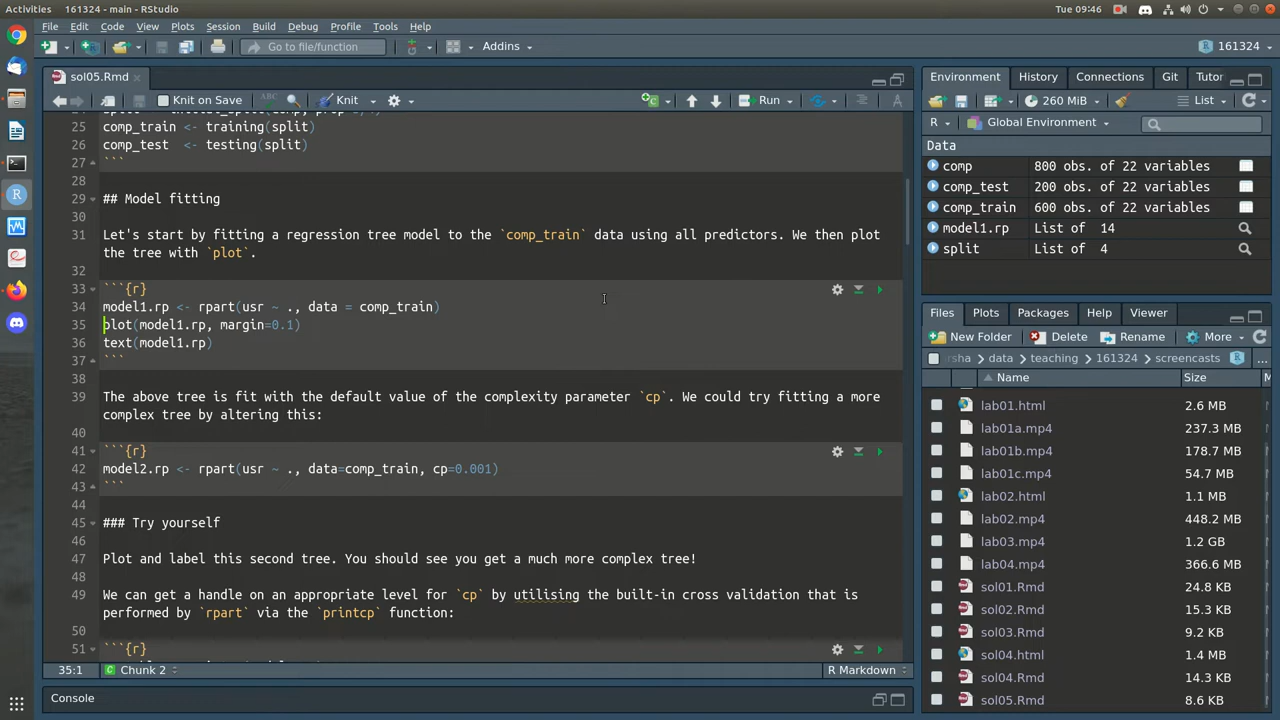 Activities 161324 - main - RStudio Tue 09:46
File Edit Code View Plots Session Build Debug Profile Tools Help
Go to file/function Addins 161324
sol05.Rmd
Knit on Save ABC Knit Run
25 comp_train <- training(split)
26 comp_test <- testing(split)
27 ```
28
29 ## Model fitting
30
31 Let's start by fitting a regression tree model to the `comp_train` data using all predictors. We then plot
the tree with `plot`.
32
33 ```{r}
34 model1.rp <- rpart(usr ~ ., data = comp_train)
35 plot(model1.rp, margin=0.1)
36 text(model1.rp)
37 ```
38
39 The above tree is fit with the default value of the complexity parameter `cp`. We could try fitting a more
complex tree by altering this:
40
41 ```{r}
42 model2.rp <- rpart(usr ~ ., data=comp_train, cp=0.001)
43 ```
44
45 ### Try yourself
46
47 Plot and label this second tree. You should see you get a much more complex tree!
48
49 We can get a handle on an appropriate level for `cp` by utilising the built-in cross validation that is
performed by `rpart` via the `printcp` function:
50
51 ```{r}
35:1 Chunk 2 R Markdown
Console
Environment History Connections Git Tutor
260 MiB List
R Global Environment
Data
comp 800 obs. of 22 variables
comp_test 200 obs. of 22 variables
comp_train 600 obs. of 22 variables
model1.rp List of 14
split List of 4
Files Plots Packages Help Viewer
New Folder Delete Rename More
rsha data teaching 161324 screencasts ...
Name Size
lab01.html 2.6 MB
lab01a.mp4 237.3 MB
lab01b.mp4 178.7 MB
lab01c.mp4 54.7 MB
lab02.html 1.1 MB
lab02.mp4 448.2 MB
lab03.mp4 1.2 GB
lab04.mp4 366.6 MB
sol01.Rmd 24.8 KB
sol02.Rmd 15.3 KB
sol03.Rmd 9.2 KB
sol04.html 1.4 MB
sol04.Rmd 14.3 KB
sol05.Rmd 8.6 KB